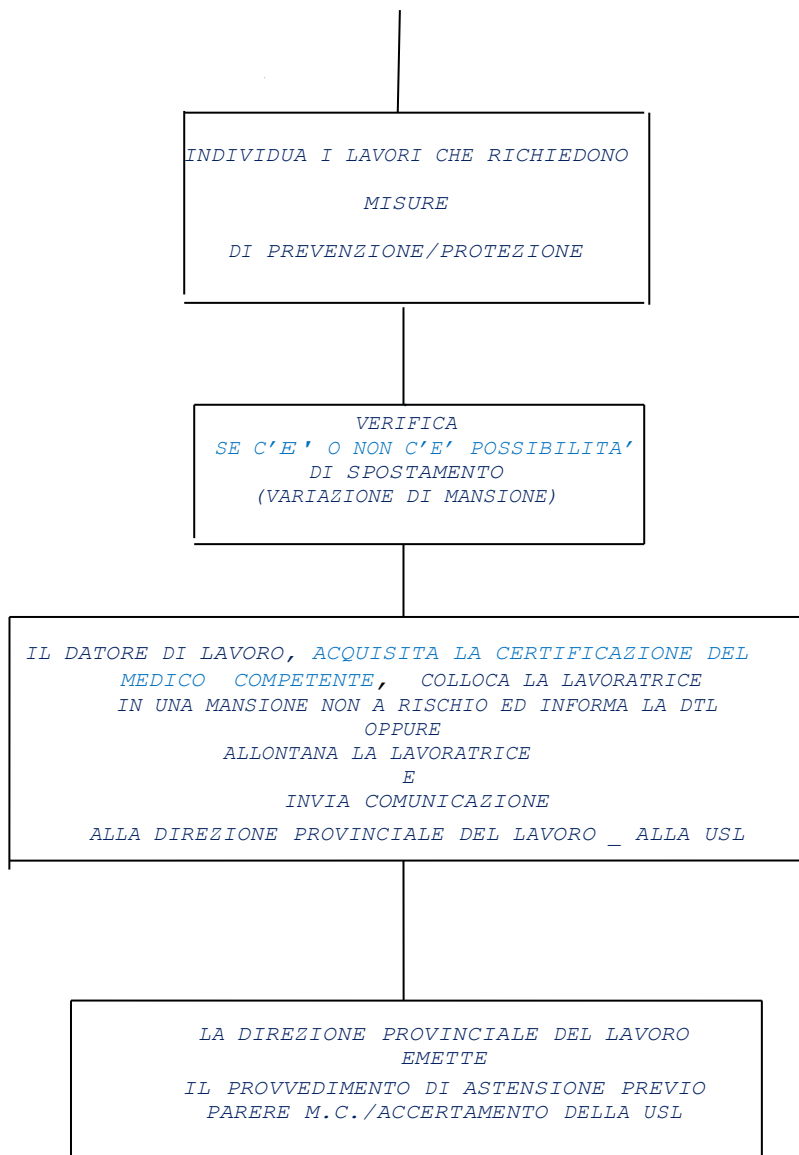 INDIVIDUA I LAVORI CHE RICHIEDONO
MISURE
DI PREVENZIONE/PROTEZIONE
VERIFICA
SE C'E' O NON C'E' POSSIBILITA'
DI SPOSTAMENTO
(VARIAZIONE DI MANSIONE)
IL DATORE DI LAVORO, ACQUISITA LA CERTIFICAZIONE DEL
MEDICO COMPETENTE, COLLOCA LA LAVORATRICE
IN UNA MANSIONE NON A RISCHIO ED INFORMA LA DTL
OPPURE
ALLONTANA LA LAVORATRICE
E
INVIA COMUNICAZIONE
ALLA DIREZIONE PROVINCIALE DEL LAVORO _ ALLA USL
LA DIREZIONE PROVINCIALE DEL LAVORO
EMETTE
IL PROVVEDIMENTO DI ASTENSIONE PREVIO
PARERE M.C./ACCERTAMENTO DELLA USL